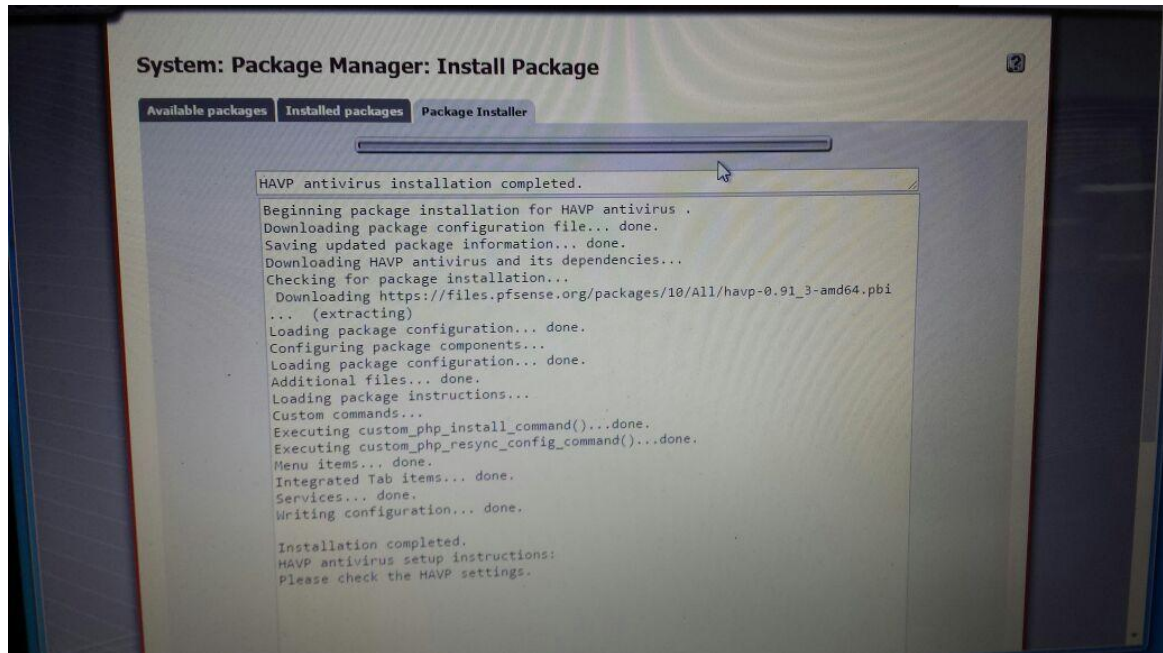 System: Package Manager: Install Package
Available packages Installed packages Package Installer
HAVP antivirus installation completed.
Beginning package installation for HAVP antivirus .
Downloading package configuration file... done.
Saving updated package information... done.
Downloading HAVP antivirus and its dependencies...
Checking for package installation...
Downloading https://files.pfsense.org/packages/10/All/havp-0.91_3-amd64.pbi
... (extracting)
Loading package configuration... done.
Configuring package components...
Loading package configuration... done.
Additional files... done.
Loading package instructions...
Custom commands...
Executing custom_php_install_command()...done.
Executing custom_php_resync_config_command()...done.
Menu items... done.
Integrated Tab items... done.
Services... done.
Writing configuration... done.
Installation completed.
HAVP antivirus setup instructions:
Please check the HAVP settings.